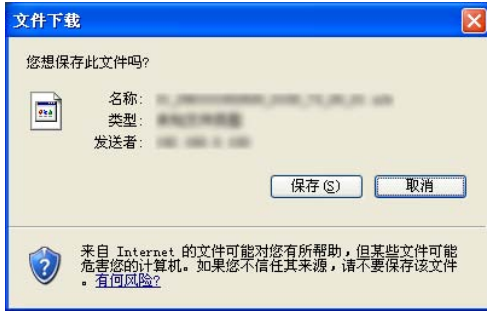 文件下载
您想保存此文件吗?
名称:
类型:
发送者:
保存(S)
取消
来自 Internet 的文件可能对您有所帮助，但某些文件可能
危害您的计算机。如果您不信任其来源，请不要保存该文件
。有何风险?